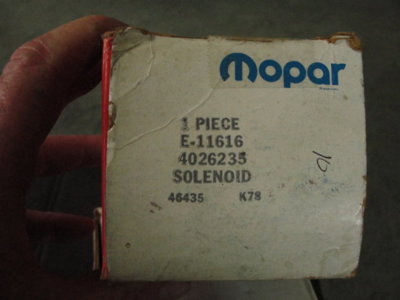 mopar
1 PIECE
E-11616
4026235
SOLENOID
46435 K78